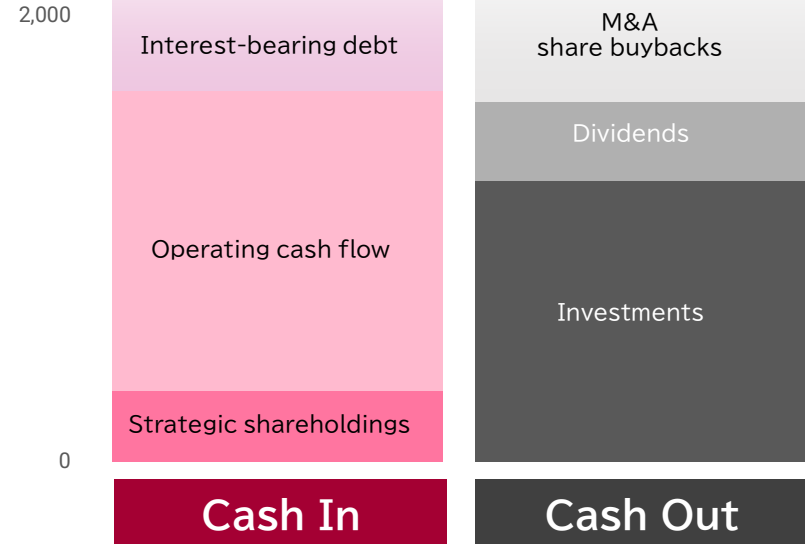 2,000
Interest-bearing debt
Operating cash flow
Strategic shareholdings
0
Cash In
M&A
share buybacks
Dividends
Investments
Cash Out